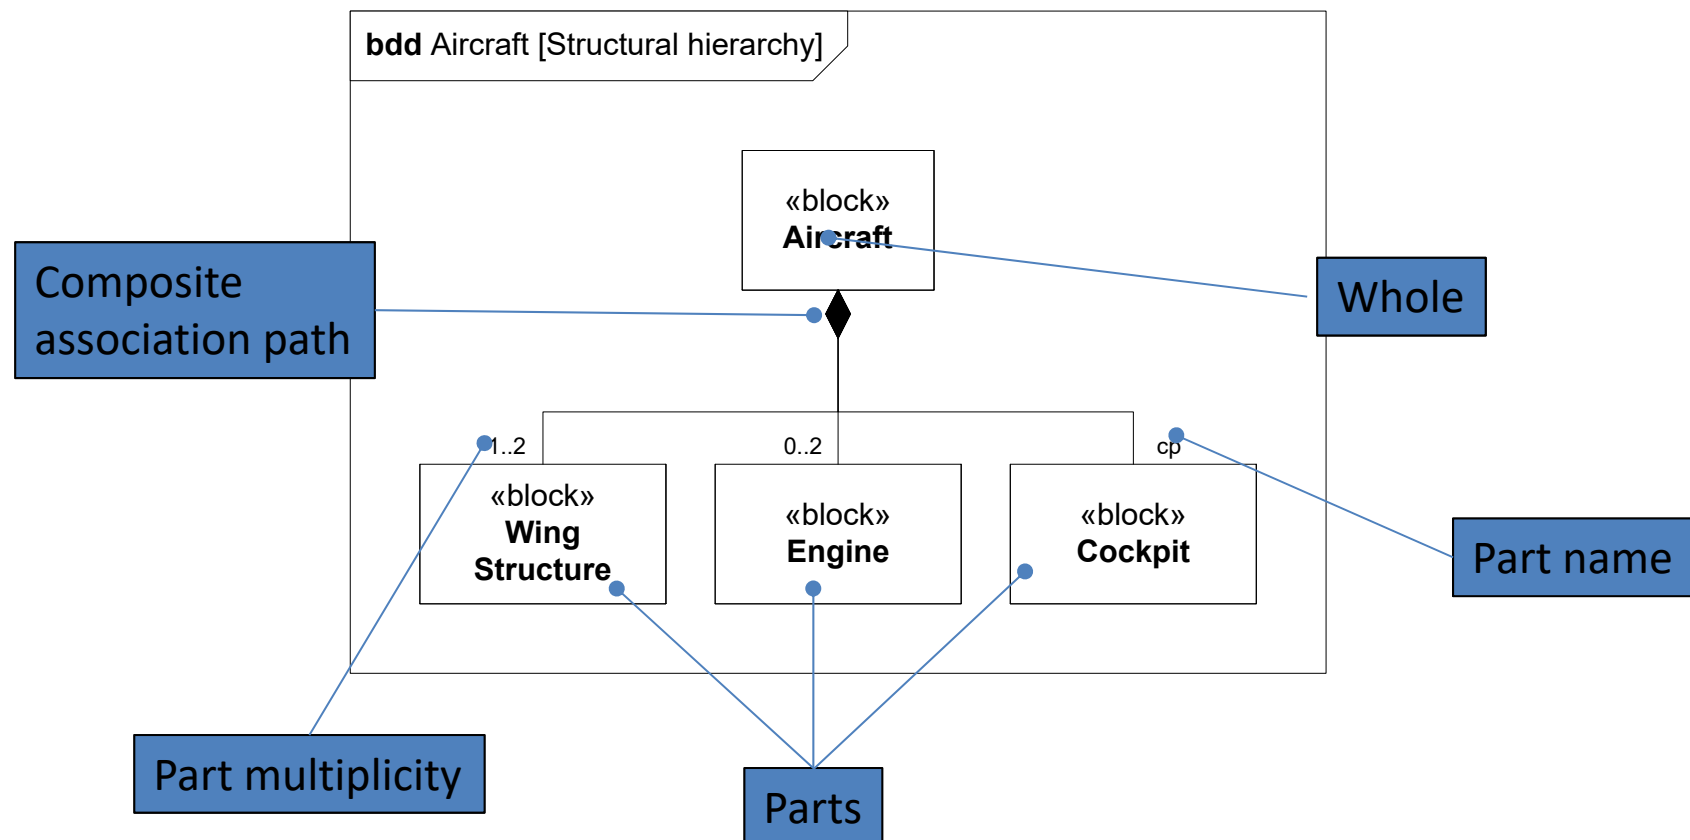 bdd Aircraft [Structural hierarchy]
«block»
Aircraft
Composite
association path
Whole
1..2
0..2
cp
«block»
Wing
Structure
«block»
Engine
«block»
Cockpit
Part name
Part multiplicity
Parts